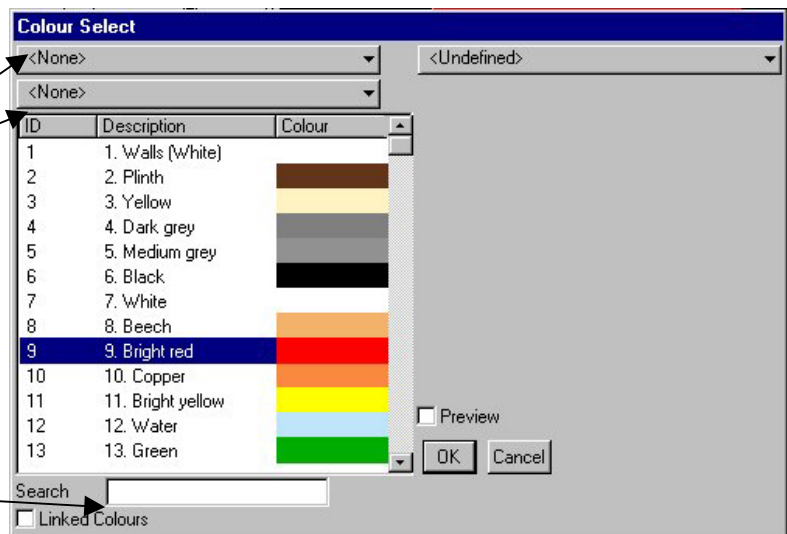 Colour Select
<None> <Undefined>
<None>
ID Description Colour
1 1. Walls (White)
2 2. Plinth
3 3. Yellow
4 4. Dark grey
5 5. Medium grey
6 6. Black
7 7. White
8 8. Beech
9 9. Bright red
10 10. Copper
11 11. Bright yellow
12 12. Water
13 13. Green
Preview
OK Cancel
Search
Linked Colours